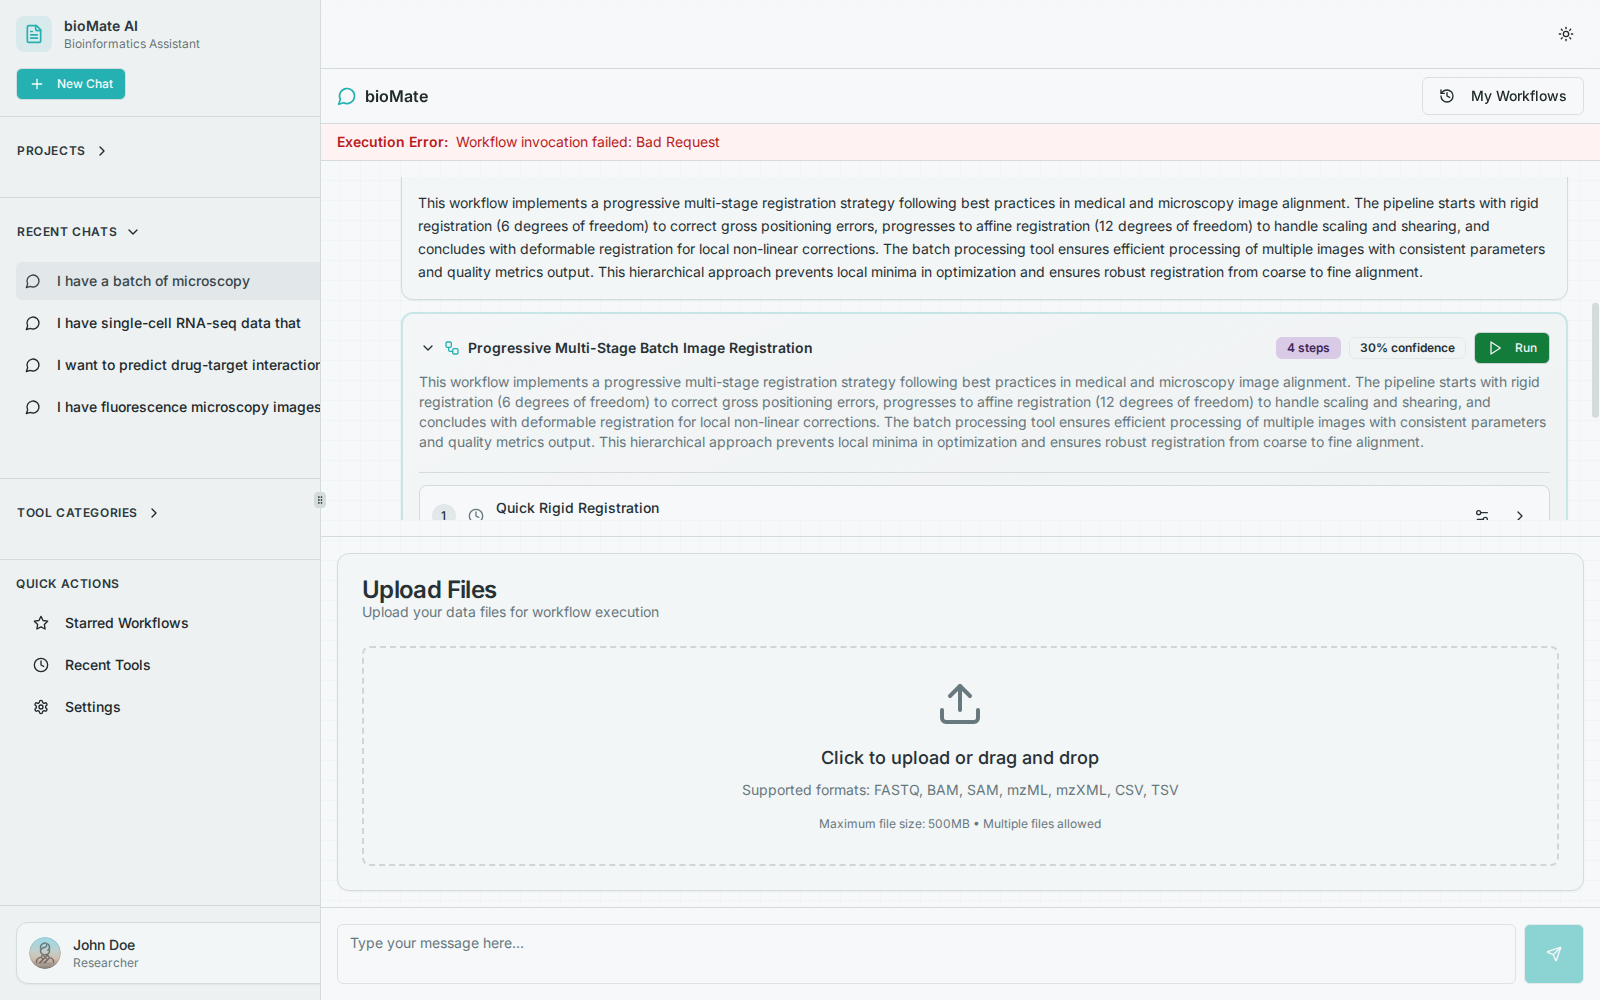 bioMate AI
Bioinformatics Assistant
New Chat
PROJECTS
RECENT CHATS
I have a batch of microscopy
I have single-cell RNA-seq data that
I want to predict drug-target interaction
I have fluorescence microscopy images
TOOL CATEGORIES
QUICK ACTIONS
Starred Workflows
Recent Tools
Settings
John Doe
Researcher
bioMate
My Workflows
Execution Error: Workflow invocation failed: Bad Request
This workflow implements a progressive multi-stage registration strategy following best practices in medical and microscopy image alignment. The pipeline starts with rigid
registration (6 degrees of freedom) to correct gross positioning errors, progresses to affine registration (12 degrees of freedom) to handle scaling and shearing, and
concludes with deformable registration for local non-linear corrections. The batch processing tool ensures efficient processing of multiple images with consistent parameters
and quality metrics output. This hierarchical approach prevents local minima in optimization and ensures robust registration from coarse to fine alignment.
Progressive Multi-Stage Batch Image Registration
4 steps
30% confidence
Run
This workflow implements a progressive multi-stage registration strategy following best practices in medical and microscopy image alignment. The pipeline starts with rigid
registration (6 degrees of freedom) to correct gross positioning errors, progresses to affine registration (12 degrees of freedom) to handle scaling and shearing, and
concludes with deformable registration for local non-linear corrections. The batch processing tool ensures efficient processing of multiple images with consistent parameters
and quality metrics output. This hierarchical approach prevents local minima in optimization and ensures robust registration from coarse to fine alignment.
1
Quick Rigid Registration
Upload Files
Upload your data files for workflow execution
Click to upload or drag and drop
Supported formats: FASTQ, BAM, SAM, mzML, mzXML, CSV, TSV
Maximum file size: 500MB • Multiple files allowed
Type your message here...